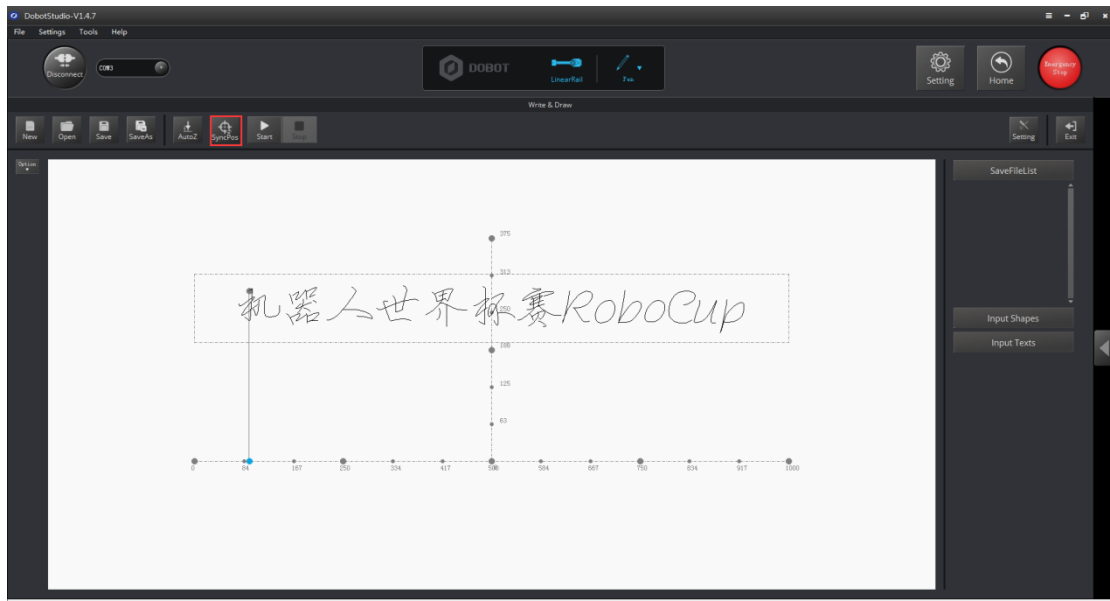 DobotStudio-V1.4.7
File Settings Tools Help
Disconnect
COM3
DOBOT
LinearRail
Pen
Setting
Home
Emergency
Stop
Write & Draw
New Open Save SaveAs AutoZ SyncPos Start Stop Setting Exit
Option
SaveFileList
375
313
机器人世界杯赛RoboCup
250
188
125
63
0 84 167 250 334 417 500 584 667 750 834 917 1000
Input Shapes
Input Texts